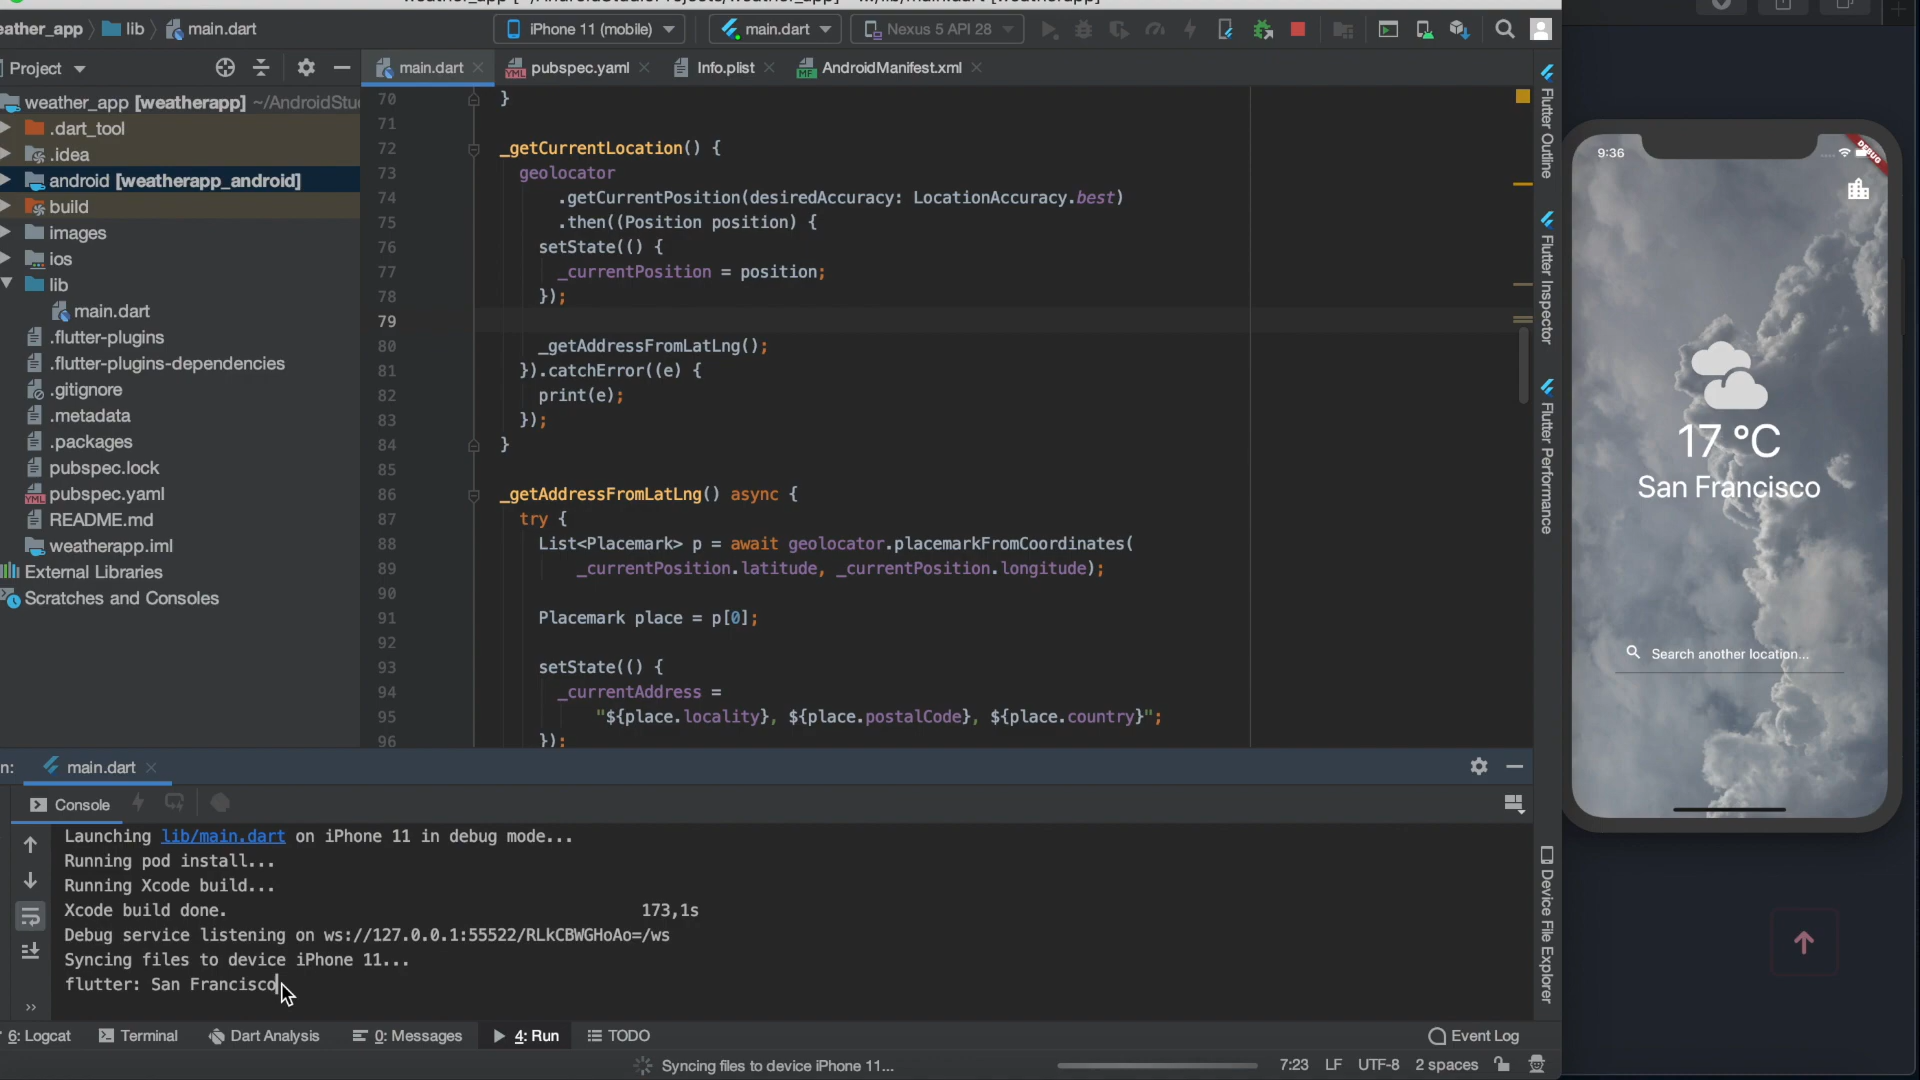 weather_app [~/AndroidStudioProjects/weather_app] - .../lib/main.dart [weatherapp]
eather_app lib main.dart
iPhone 11 (mobile) main.dart Nexus 5 API 28
Project
main.dart pubspec.yaml Info.plist AndroidManifest.xml
weather_app [weatherapp] ~/AndroidStu
.dart_tool
.idea
android [weatherapp_android]
build
images
ios
lib
main.dart
.flutter-plugins
.flutter-plugins-dependencies
.gitignore
.metadata
.packages
pubspec.lock
pubspec.yaml
README.md
weatherapp.iml
External Libraries
Scratches and Consoles
70 }
71
72 _getCurrentLocation() {
73 geolocator
74 .getCurrentPosition(desiredAccuracy: LocationAccuracy.best)
75 .then((Position position) {
76 setState(() {
77 _currentPosition = position;
78 });
79
80 _getAddressFromLatLng();
81 }).catchError((e) {
82 print(e);
83 });
84 }
85
86 _getAddressFromLatLng() async {
87 try {
88 List<Placemark> p = await geolocator.placemarkFromCoordinates(
89 _currentPosition.latitude, _currentPosition.longitude);
90
91 Placemark place = p[0];
92
93 setState(() {
94 _currentAddress =
95 "${place.locality}, ${place.postalCode}, ${place.country}";
96 });
Flutter Outline
Flutter Inspector
Flutter Performance
Device File Explorer
9:36
DEBUG
17 °C
San Francisco
Search another location...
n: main.dart
Console
Launching lib/main.dart on iPhone 11 in debug mode...
Running pod install...
Running Xcode build...
Xcode build done. 173,1s
Debug service listening on ws://127.0.0.1:55522/RLkCBWGHoAo=/ws
Syncing files to device iPhone 11...
flutter: San Francisco
6: Logcat Terminal Dart Analysis 0: Messages 4: Run TODO Event Log
Syncing files to device iPhone 11... 7:23 LF UTF-8 2 spaces